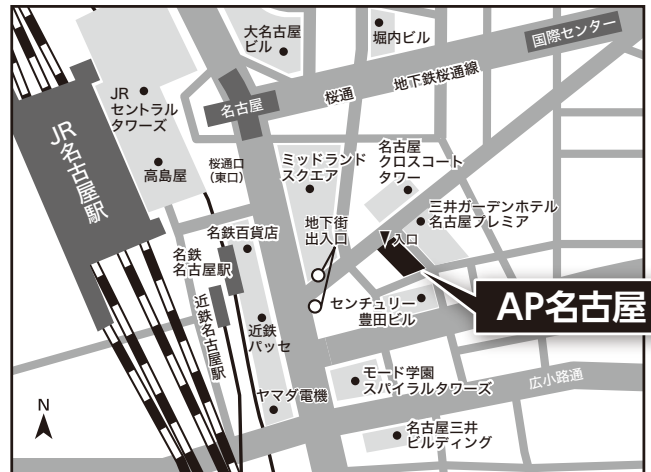 大名古屋
ビル
堀内ビル
国際センター
JR
セントラル
タワーズ
名古屋
桜通
地下鉄桜通線
JR名古屋駅
高島屋
桜通口
(東口)
ミッドランド
スクエア
名古屋
クロスコート
タワー
三井ガーデンホテル
名古屋プレミア
地下街
出入口
入口
名鉄百貨店
名鉄
名古屋駅
近鉄名古屋駅
近鉄
パッセ
センチュリー
豊田ビル
AP名古屋
モード学園
スパイラルタワーズ
広小路通
ヤマダ電機
名古屋三井
ビルディング
N